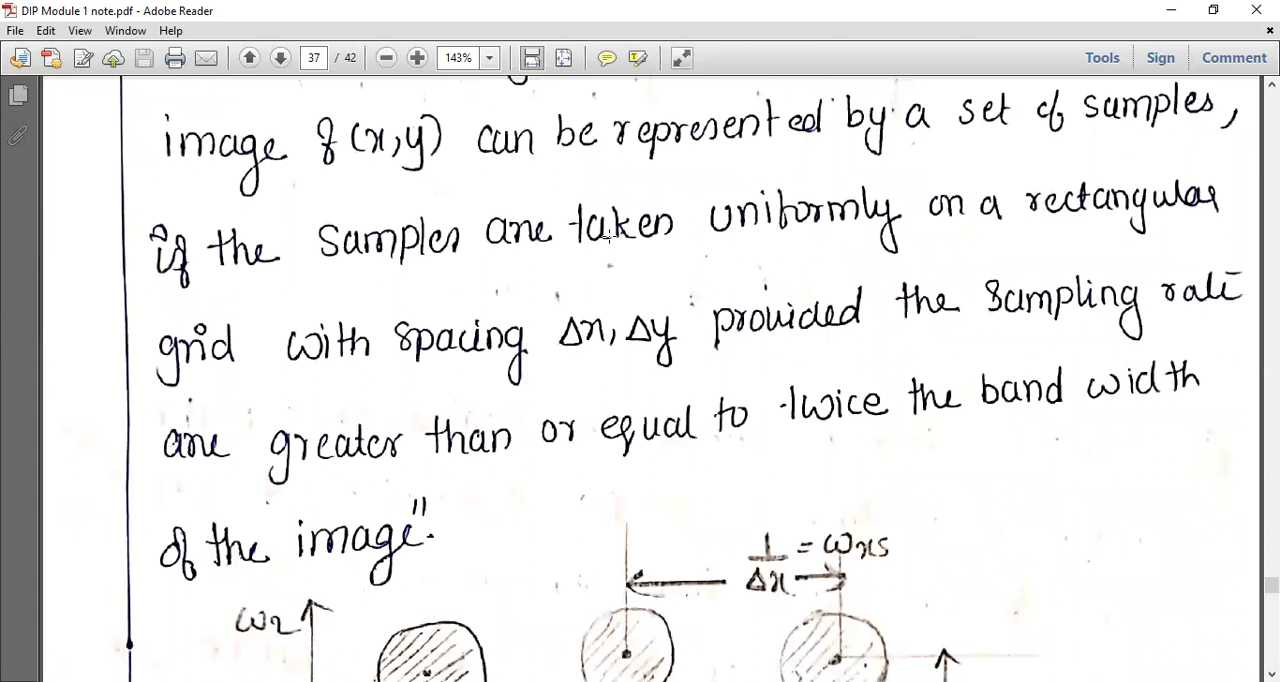 DIP Module 1 note.pdf - Adobe Reader
File Edit View Window Help
37 / 42 143% Tools Sign Comment
image f(x,y) can be represented by a set of samples,
if the samples are taken uniformly on a rectangular
grid with spacing Δx, Δy provided the sampling rate
are greater than or equal to twice the band width
of the image".
1/Δx = ωxs
ω2